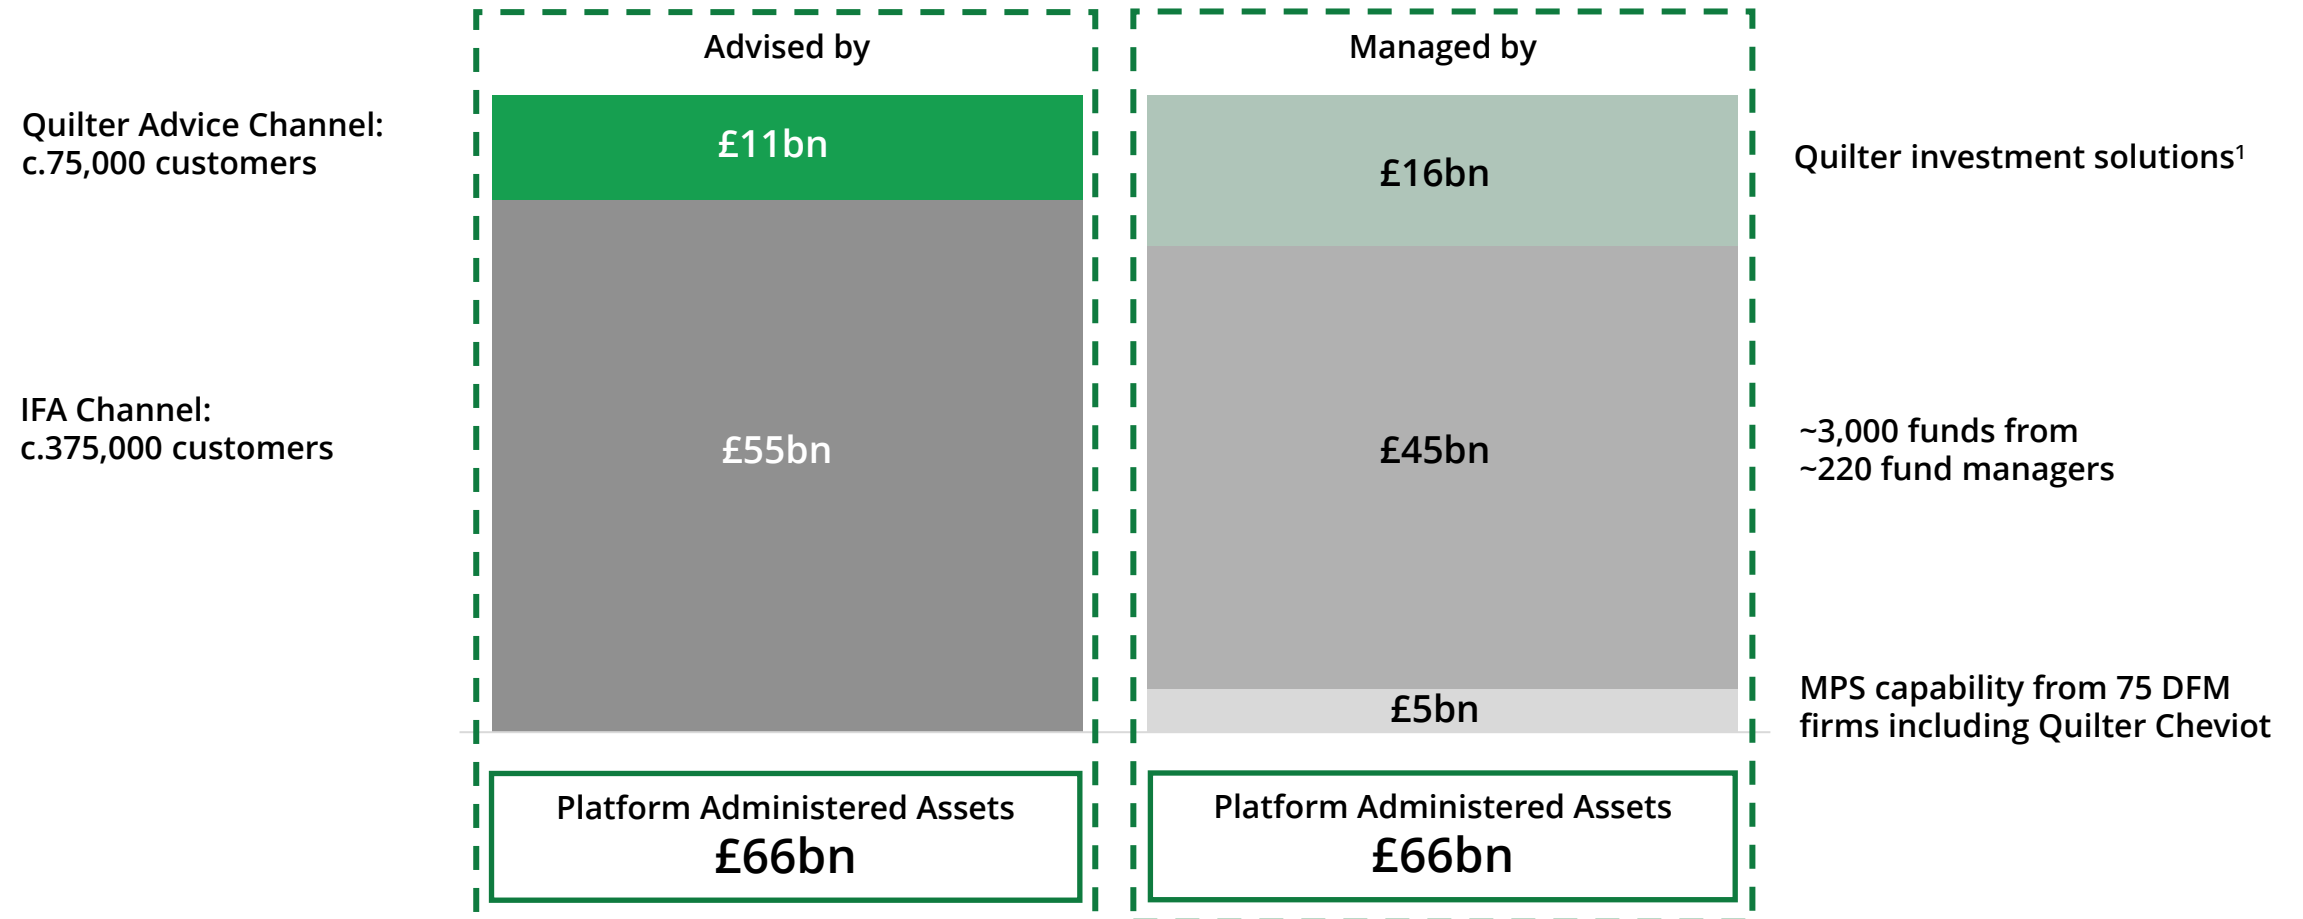 Advised by
Managed by
Quilter Advice Channel:
c.75,000 customers
£11bn
£16bn
Quilter investment solutions¹
IFA Channel:
c.375,000 customers
£55bn
£45bn
~3,000 funds from
~220 fund managers
£5bn
MPS capability from 75 DFM
firms including Quilter Cheviot
Platform Administered Assets
£66bn
Platform Administered Assets
£66bn